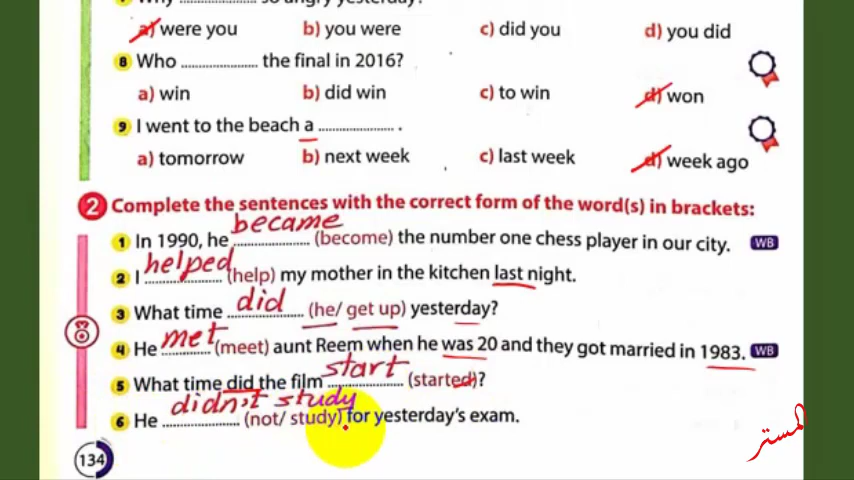 Why .................. so angry yesterday?
a) were you b) you were c) did you d) you did
8 Who .................. the final in 2016?
a) win b) did win c) to win d) won
9 I went to the beach a .................. .
a) tomorrow b) next week c) last week d) week ago
2 Complete the sentences with the correct form of the word(s) in brackets:
became
1 In 1990, he .................. (become) the number one chess player in our city. WB
helped
2 I .................. (help) my mother in the kitchen last night.
did
3 What time .................. (he/ get up) yesterday?
met
4 He ............ (meet) aunt Reem when he was 20 and they got married in 1983. WB
start
5 What time did the film .................. (started)?
didn't study
6 He .................. (not/ study) for yesterday's exam.
134
المستر